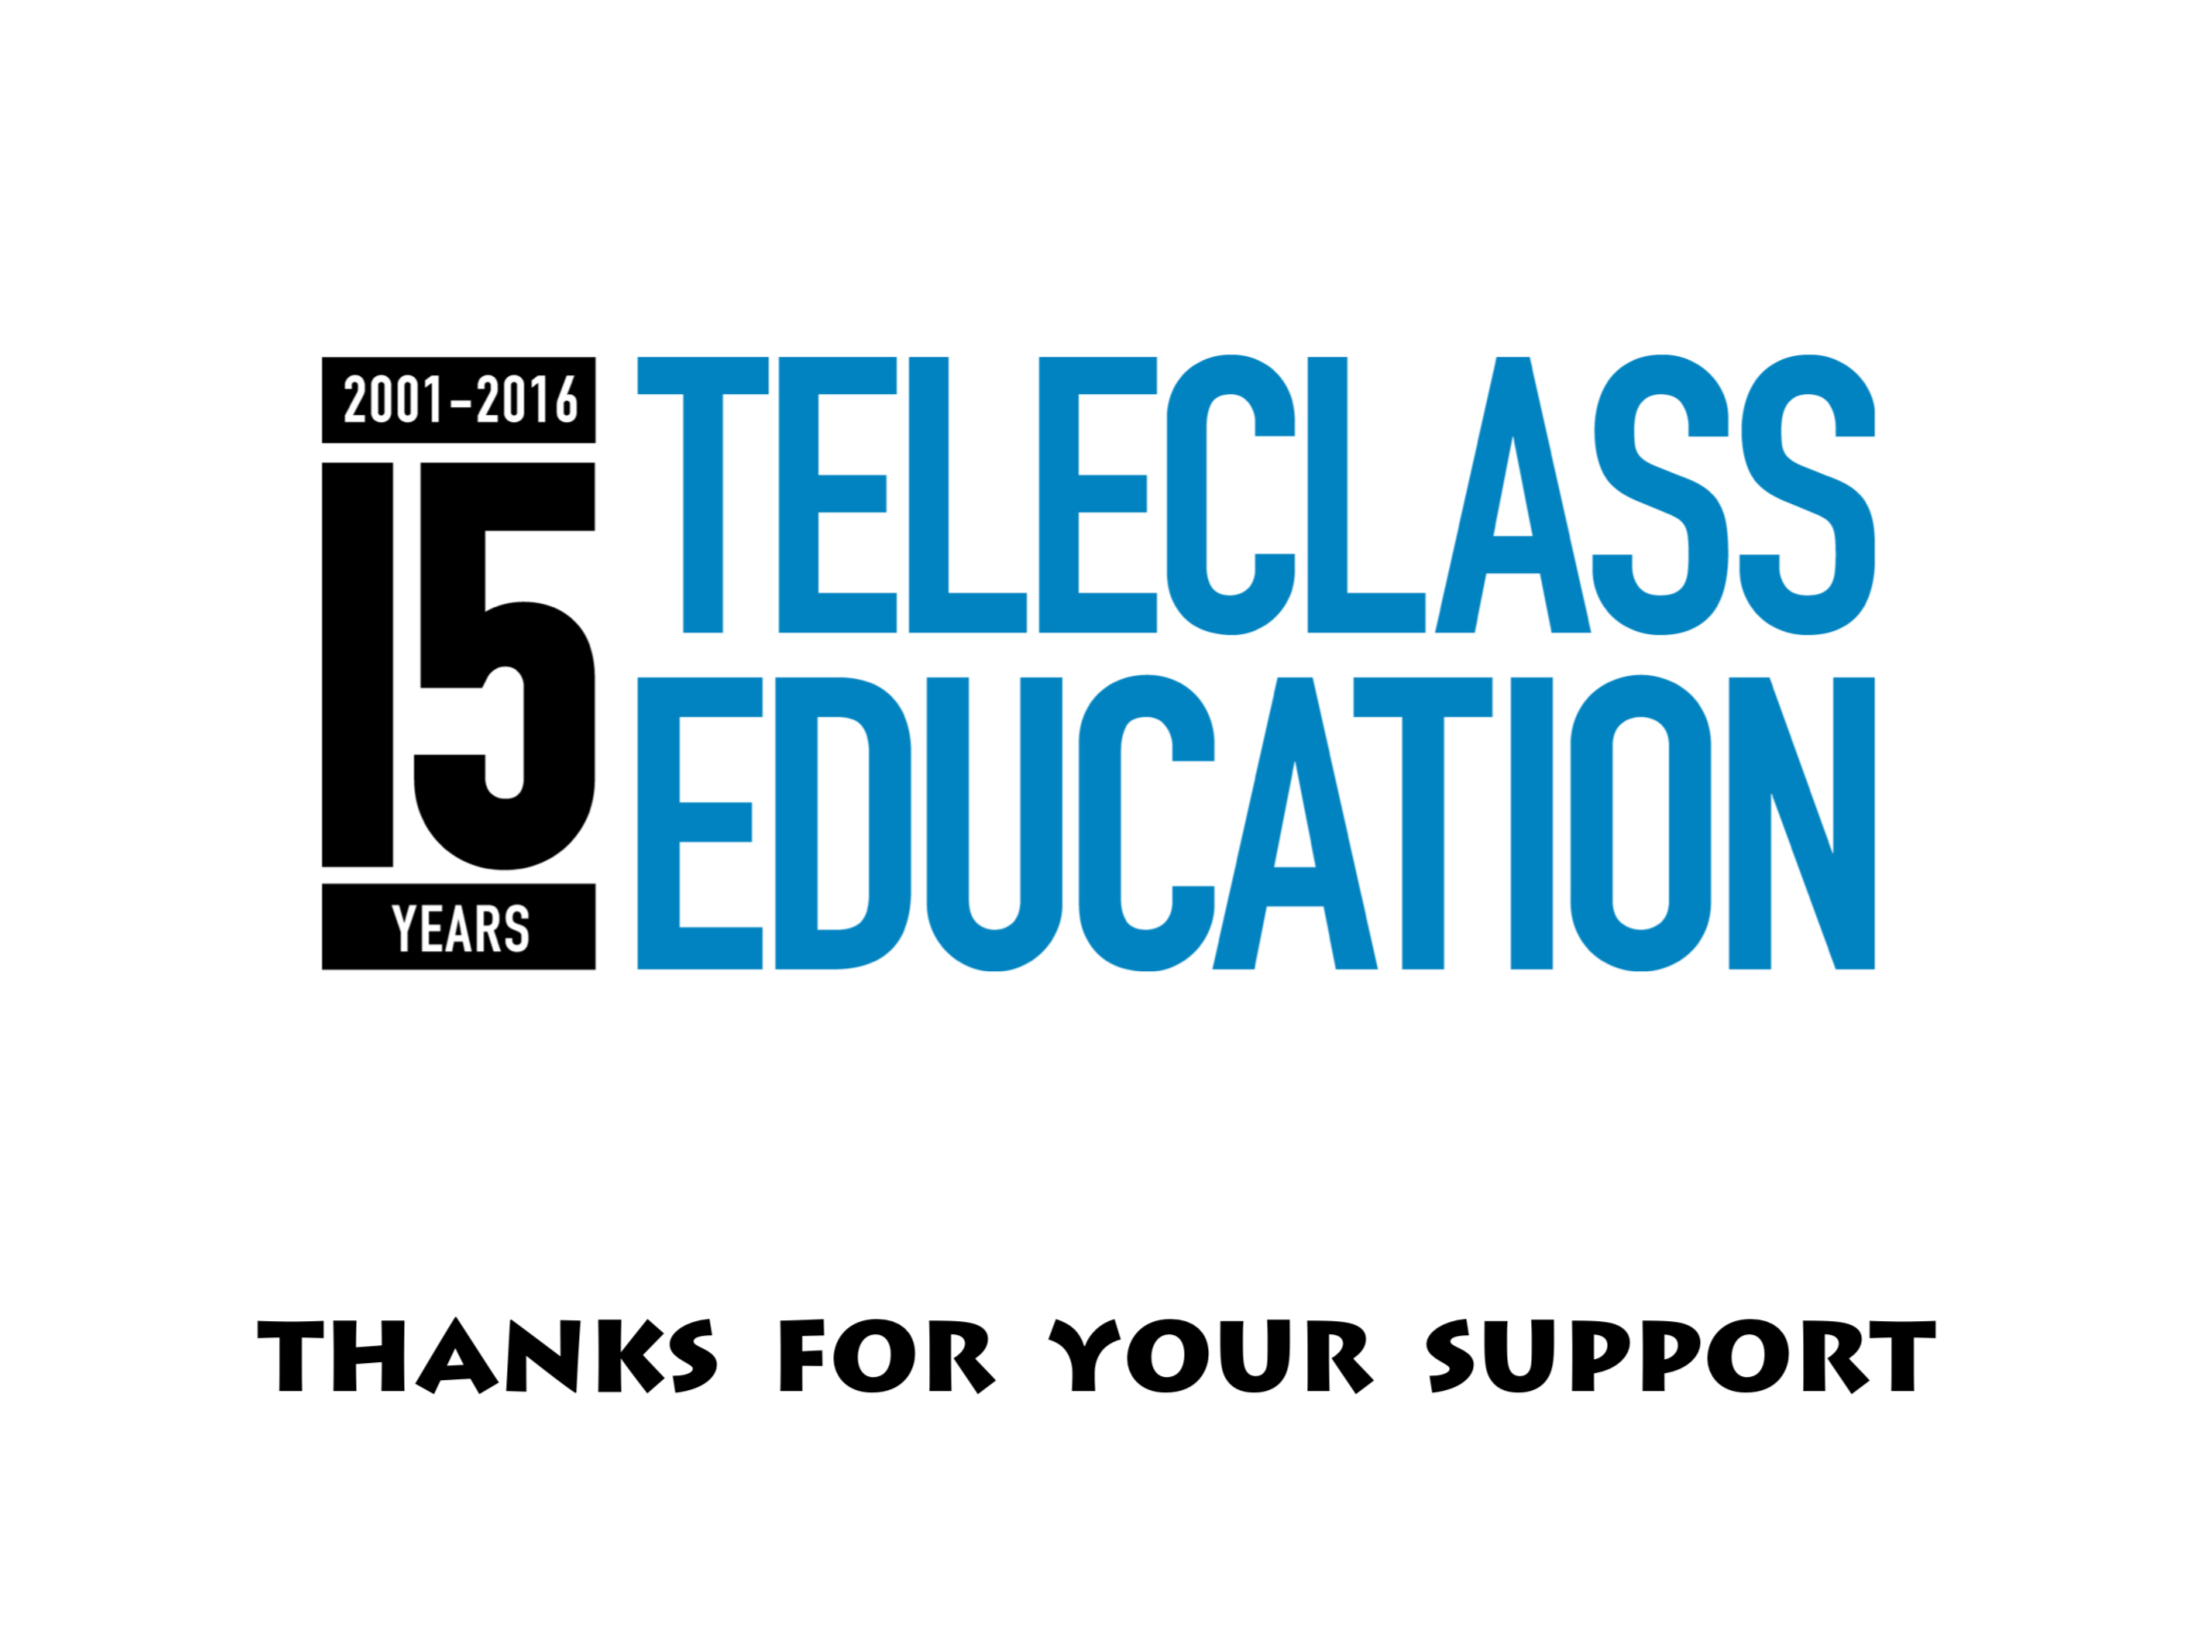 2001-2016
15
YEARS
TELECLASS
EDUCATION
THANKS FOR YOUR SUPPORT